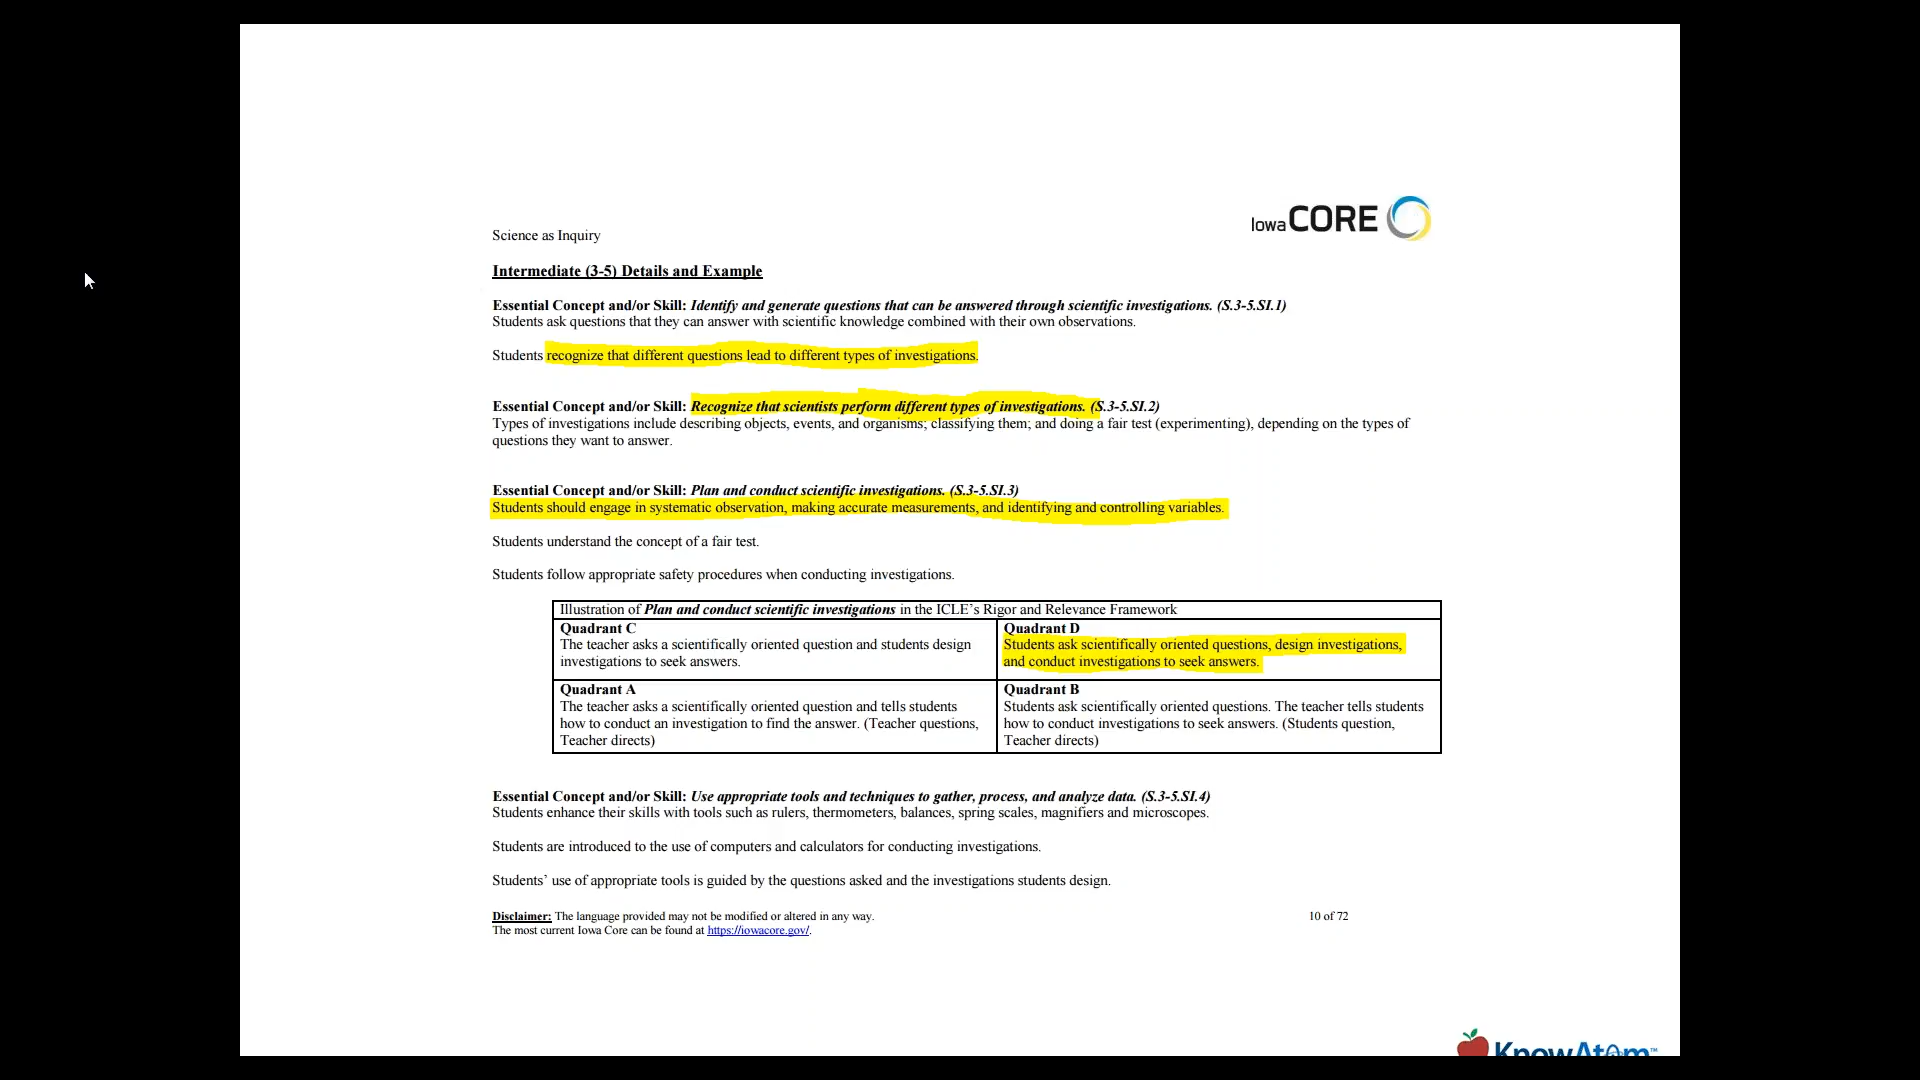 Iowa CORE
Science as Inquiry
Intermediate (3-5) Details and Example
Essential Concept and/or Skill: Identify and generate questions that can be answered through scientific investigations. (S.3-5.SI.1)
Students ask questions that they can answer with scientific knowledge combined with their own observations.
Students recognize that different questions lead to different types of investigations.
Essential Concept and/or Skill: Recognize that scientists perform different types of investigations. (S.3-5.SI.2)
Types of investigations include describing objects, events, and organisms; classifying them; and doing a fair test (experimenting), depending on the types of
questions they want to answer.
Essential Concept and/or Skill: Plan and conduct scientific investigations. (S.3-5.SI.3)
Students should engage in systematic observation, making accurate measurements, and identifying and controlling variables.
Students understand the concept of a fair test.
Students follow appropriate safety procedures when conducting investigations.
Illustration of Plan and conduct scientific investigations in the ICLE’s Rigor and Relevance Framework
Quadrant C
The teacher asks a scientifically oriented question and students design
investigations to seek answers.
Quadrant D
Students ask scientifically oriented questions, design investigations,
and conduct investigations to seek answers.
Quadrant A
The teacher asks a scientifically oriented question and tells students
how to conduct an investigation to find the answer. (Teacher questions,
Teacher directs)
Quadrant B
Students ask scientifically oriented questions. The teacher tells students
how to conduct investigations to seek answers. (Students question,
Teacher directs)
Essential Concept and/or Skill: Use appropriate tools and techniques to gather, process, and analyze data. (S.3-5.SI.4)
Students enhance their skills with tools such as rulers, thermometers, balances, spring scales, magnifiers and microscopes.
Students are introduced to the use of computers and calculators for conducting investigations.
Students’ use of appropriate tools is guided by the questions asked and the investigations students design.
Disclaimer: The language provided may not be modified or altered in any way.
10 of 72
The most current Iowa Core can be found at https://iowacore.gov/.
KnowAtom™